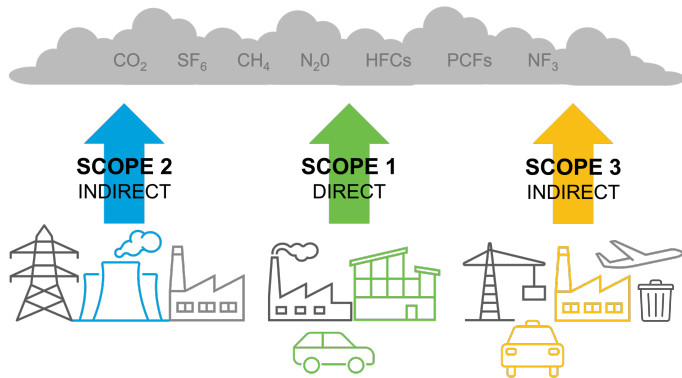 CO₂ SF₆ CH₄ N₂0 HFCs PCFs NF₃
SCOPE 2
INDIRECT
SCOPE 1
DIRECT
SCOPE 3
INDIRECT